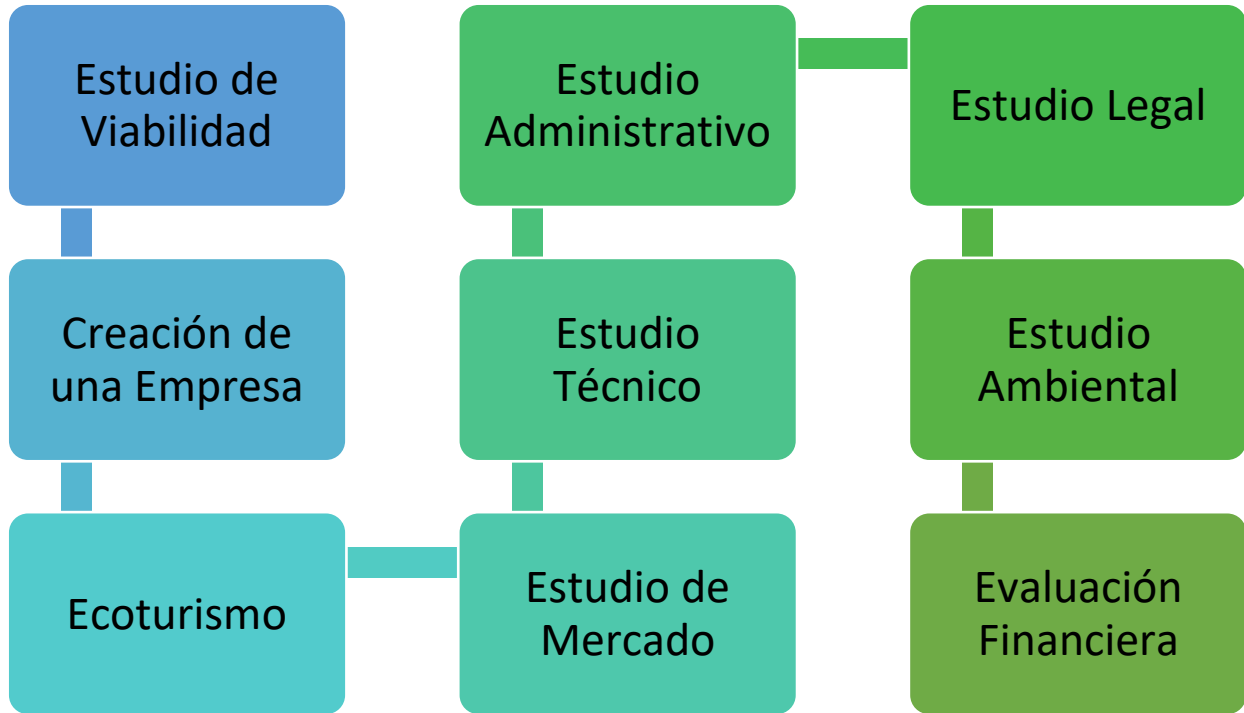 Estudio de
Viabilidad
Creación de
una Empresa
Ecoturismo
Estudio de
Mercado
Estudio
Técnico
Estudio
Administrativo
Estudio Legal
Estudio
Ambiental
Evaluación
Financiera